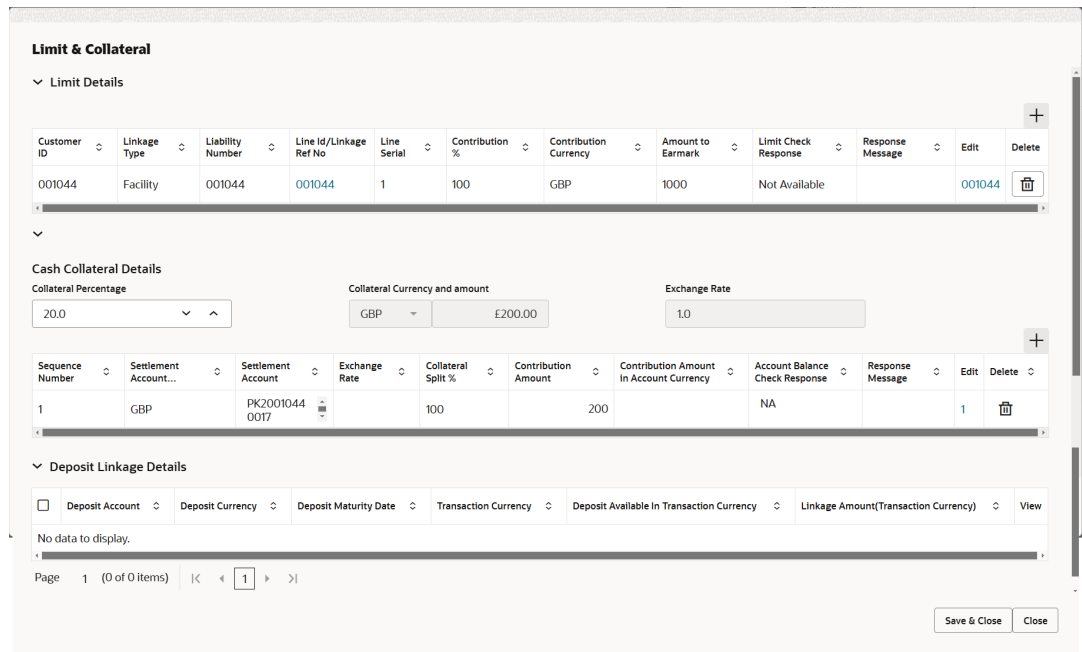 Limit & Collateral
Limit Details
Customer ID Linkage Type Liability Number Line Id/Linkage Ref No Line Serial Contribution % Contribution Currency Amount to Earmark Limit Check Response Response Message Edit Delete
001044 Facility 001044 001044 1 100 GBP 1000 Not Available 001044
Cash Collateral Details
Collateral Percentage Collateral Currency and amount Exchange Rate
20.0 GBP £200.00 1.0
Sequence Number Settlement Account... Settlement Account Exchange Rate Collateral Split % Contribution Amount Contribution Amount in Account Currency Account Balance Check Response Response Message Edit Delete
1 GBP PK2001044 0017 100 200 NA 1
Deposit Linkage Details
Deposit Account Deposit Currency Deposit Maturity Date Transaction Currency Deposit Available In Transaction Currency Linkage Amount(Transaction Currency) View
No data to display.
Page 1 (0 of 0 items) 1
Save & Close Close